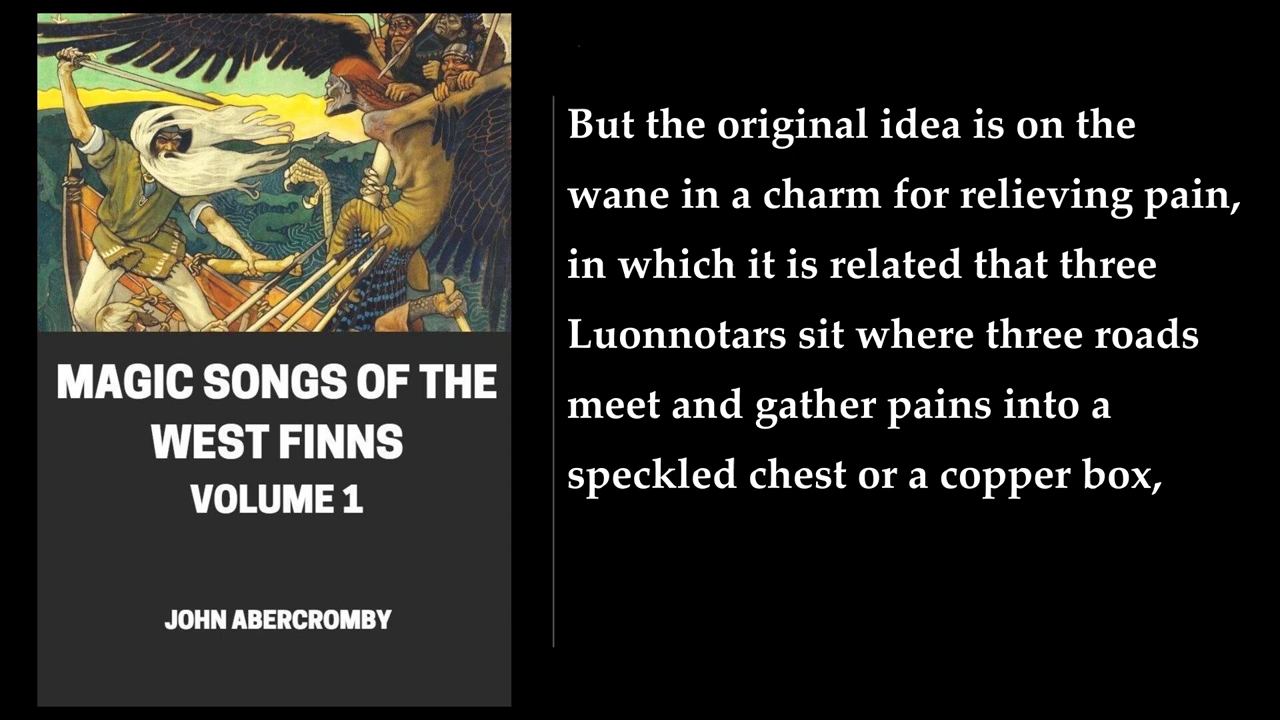 MAGIC SONGS OF THE
WEST FINNS
VOLUME 1
JOHN ABERCROMBY
But the original idea is on the
wane in a charm for relieving pain,
in which it is related that three
Luonnotars sit where three roads
meet and gather pains into a
speckled chest or a copper box,